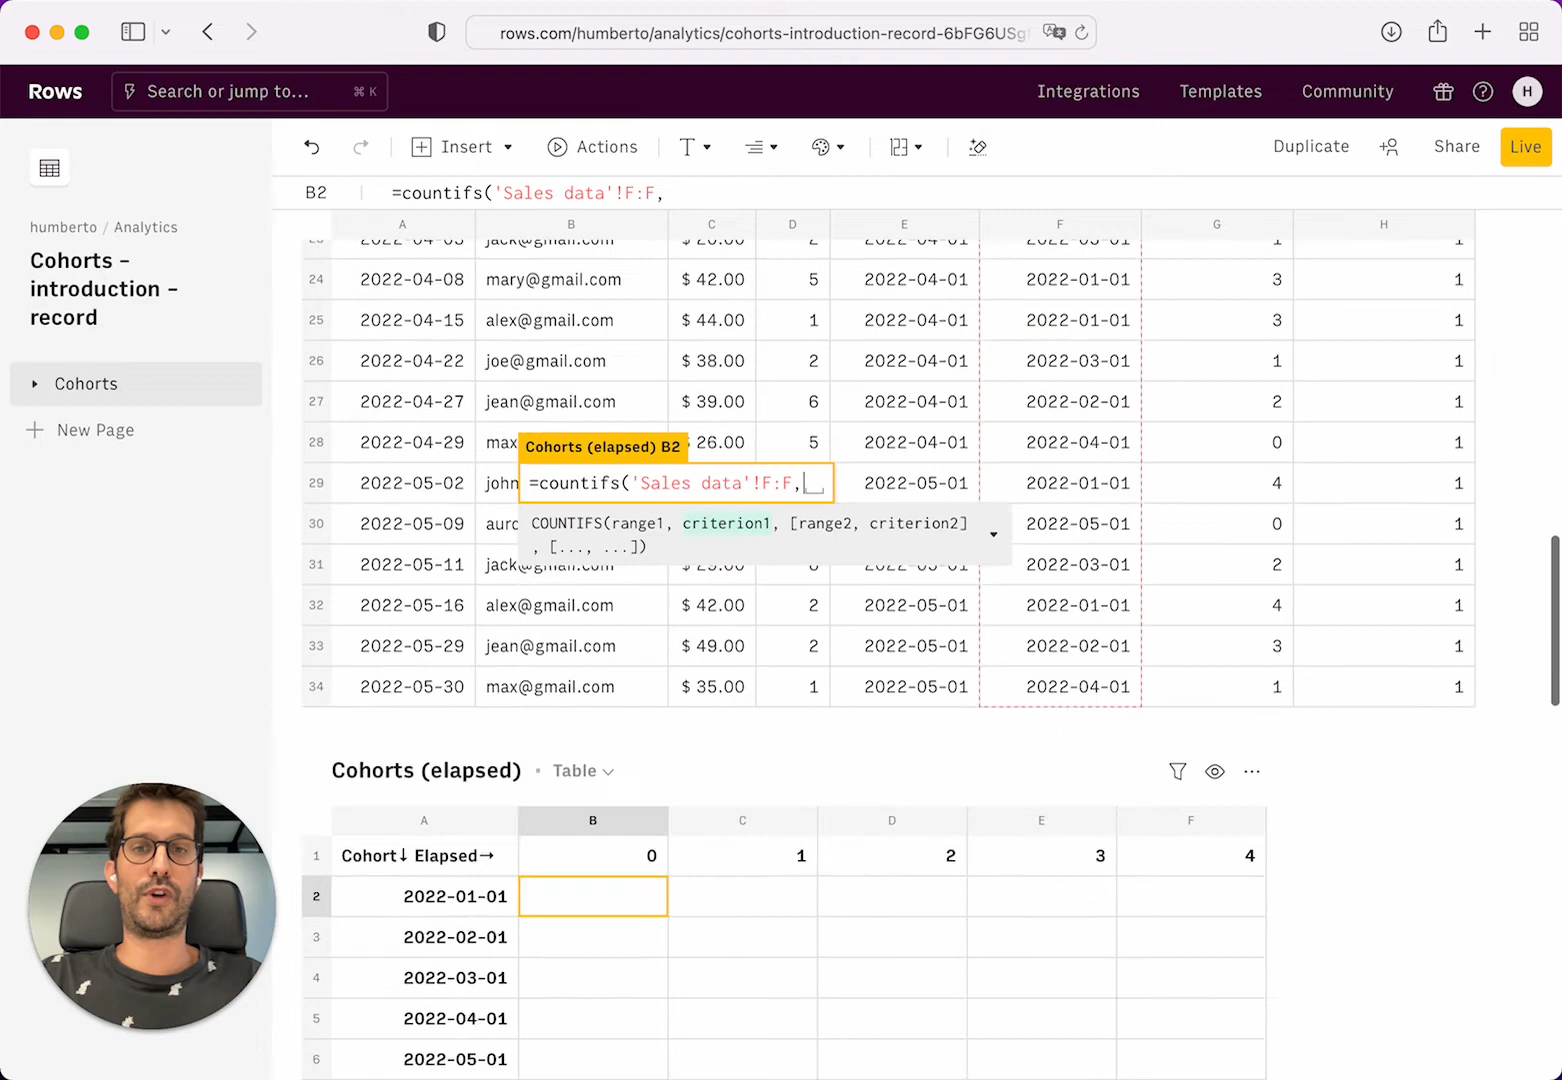 rows.com/humberto/analytics/cohorts-introduction-record-6bFG6USg
Rows
Search or jump to... ⌘ K
Integrations Templates Community H
Insert Actions Duplicate Share Live
B2 =countifs('Sales data'!F:F,
humberto / Analytics
Cohorts -
introduction -
record
Cohorts
New Page
A B C D E F G H
24 2022-04-08 mary@gmail.com $ 42.00 5 2022-04-01 2022-01-01 3 1
25 2022-04-15 alex@gmail.com $ 44.00 1 2022-04-01 2022-01-01 3 1
26 2022-04-22 joe@gmail.com $ 38.00 2 2022-04-01 2022-03-01 1 1
27 2022-04-27 jean@gmail.com $ 39.00 6 2022-04-01 2022-02-01 2 1
28 2022-04-29 max 26.00 5 2022-04-01 2022-04-01 0 1
Cohorts (elapsed) B2
29 2022-05-02 john =countifs('Sales data'!F:F, 2022-05-01 2022-01-01 4 1
COUNTIFS(range1, criterion1, [range2, criterion2]
, [..., ...])
30 2022-05-09 2022-05-01 0 1
31 2022-05-11 jack@gmail.com 2022-05-01 2022-03-01 2 1
32 2022-05-16 alex@gmail.com $ 42.00 2 2022-05-01 2022-01-01 4 1
33 2022-05-29 jean@gmail.com $ 49.00 2 2022-05-01 2022-02-01 3 1
34 2022-05-30 max@gmail.com $ 35.00 1 2022-05-01 2022-04-01 1 1
Cohorts (elapsed) • Table
A B C D E F
1 Cohort↓ Elapsed→ 0 1 2 3 4
2 2022-01-01
3 2022-02-01
4 2022-03-01
5 2022-04-01
6 2022-05-01